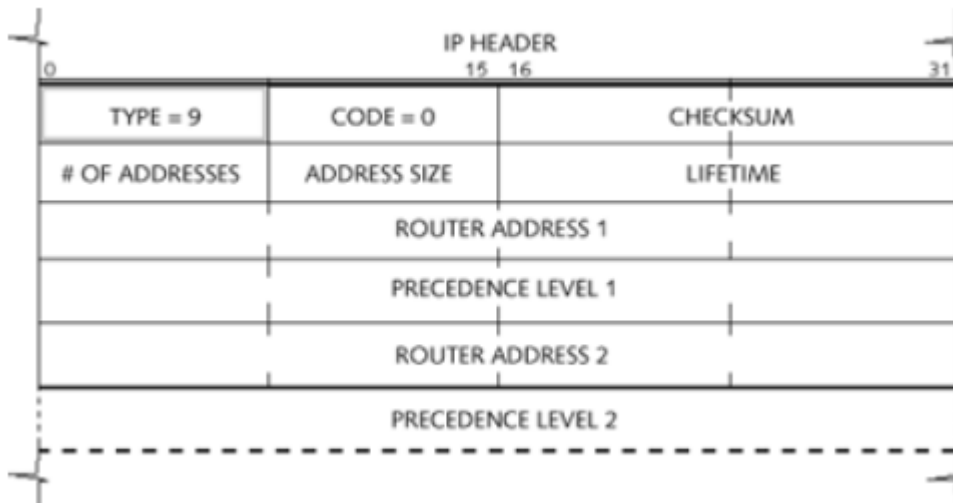 IP HEADER
0 15 16 31
TYPE = 9 CODE = 0 CHECKSUM
# OF ADDRESSES ADDRESS SIZE LIFETIME
ROUTER ADDRESS 1
PRECEDENCE LEVEL 1
ROUTER ADDRESS 2
PRECEDENCE LEVEL 2